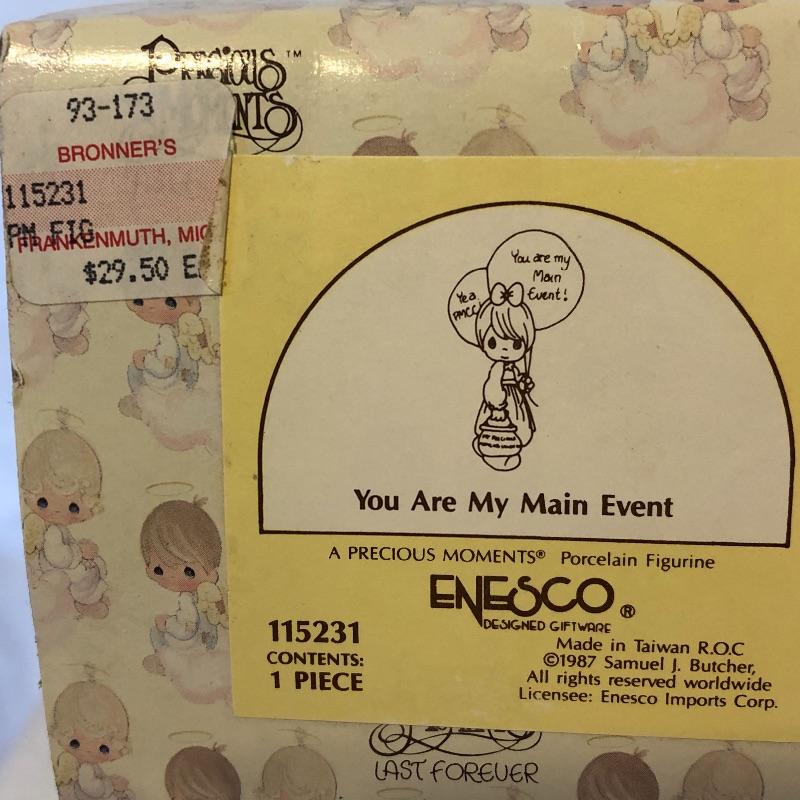 PRECIOUS ™
93-173
BRONNER'S
115231
PM FIG
FRANKENMUTH, MIC
$29.50 E
You are my
Main
Event!
Yea
PMCC!
You Are My Main Event
A PRECIOUS MOMENTS® Porcelain Figurine
ENESCO®
DESIGNED GIFTWARE
115231
CONTENTS:
1 PIECE
Made in Taiwan R.O.C
©1987 Samuel J. Butcher,
All rights reserved worldwide
Licensee: Enesco Imports Corp.
LAST FOREVER